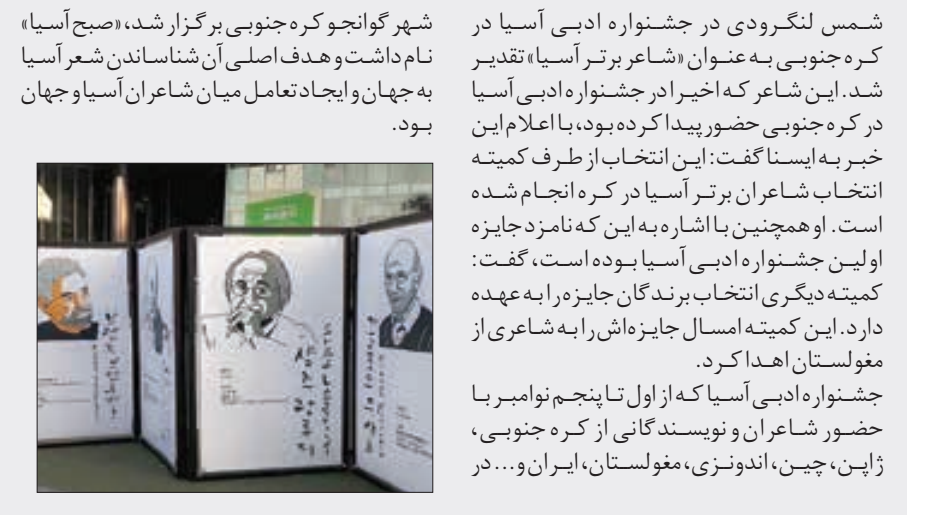 شمس لنگرودی در جشنواره ادبی آسیا در
کره جنوبی به عنوان «شاعر برتر آسیا» تقدیر
شد. این شاعر که اخیرا در جشنواره ادبی آسیا
در کره جنوبی حضور پیدا کرده بود، با اعلام این
خبر به ایسنا گفت: این انتخاب از طرف کمیته
انتخاب شاعران برتر آسیا در کره انجام شده
است. او همچنین با اشاره به این که نامزد جایزه
اولین جشنواره ادبی آسیا بوده است، گفت:
کمیته دیگری انتخاب برندگان جایزه را به عهده
دارد. این کمیته امسال جایزه‌اش را به شاعری از
مغولستان اهدا کرد.
جشنواره ادبی آسیا که از اول تا پنجم نوامبر با
حضور شاعران و نویسندگانی از کره جنوبی،
ژاپن، چین، اندونزی، مغولستان، ایران و... در
شهر گوانجو کره جنوبی برگزار شد، «صبح آسیا»
نام داشت و هدف اصلی آن شناساندن شعر آسیا
به جهان و ایجاد تعامل میان شاعران آسیا و جهان
بود.